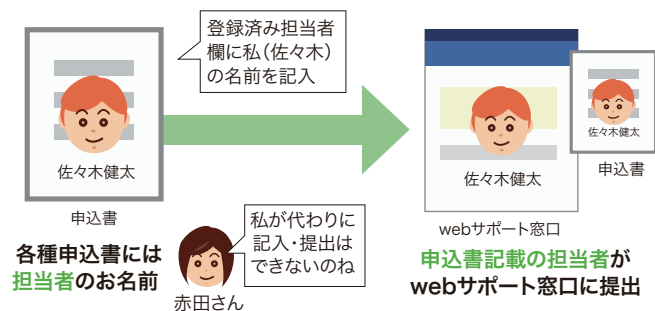 登録済み担当者
欄に私(佐々木)
の名前を記入
佐々木健太
申込書
各種申込書には
担当者のお名前
私が代わりに
記入・提出は
できないのね
赤田さん
佐々木健太
webサポート窓口
佐々木健太
申込書
申込書記載の担当者が
webサポート窓口に提出